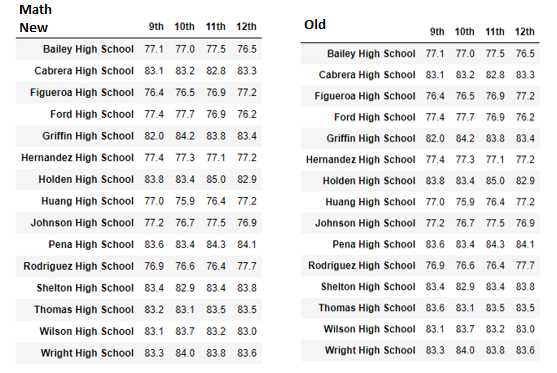 Math
New
9th 10th 11th 12th
Bailey High School 77.1 77.0 77.5 76.5
Cabrera High School 83.1 83.2 82.8 83.3
Figueroa High School 76.4 76.5 76.9 77.2
Ford High School 77.4 77.7 76.9 76.2
Griffin High School 82.0 84.2 83.8 83.4
Hernandez High School 77.4 77.3 77.1 77.2
Holden High School 83.8 83.4 85.0 82.9
Huang High School 77.0 75.9 76.4 77.2
Johnson High School 77.2 76.7 77.5 76.9
Pena High School 83.6 83.4 84.3 84.1
Rodriguez High School 76.9 76.6 76.4 77.7
Shelton High School 83.4 82.9 83.4 83.8
Thomas High School 83.2 83.1 83.5 83.5
Wilson High School 83.1 83.7 83.2 83.0
Wright High School 83.3 84.0 83.8 83.6
Old
9th 10th 11th 12th
Bailey High School 77.1 77.0 77.5 76.5
Cabrera High School 83.1 83.2 82.8 83.3
Figueroa High School 76.4 76.5 76.9 77.2
Ford High School 77.4 77.7 76.9 76.2
Griffin High School 82.0 84.2 83.8 83.4
Hernandez High School 77.4 77.3 77.1 77.2
Holden High School 83.8 83.4 85.0 82.9
Huang High School 77.0 75.9 76.4 77.2
Johnson High School 77.2 76.7 77.5 76.9
Pena High School 83.6 83.4 84.3 84.1
Rodriguez High School 76.9 76.6 76.4 77.7
Shelton High School 83.4 82.9 83.4 83.8
Thomas High School 83.6 83.1 83.5 83.5
Wilson High School 83.1 83.7 83.2 83.0
Wright High School 83.3 84.0 83.8 83.6